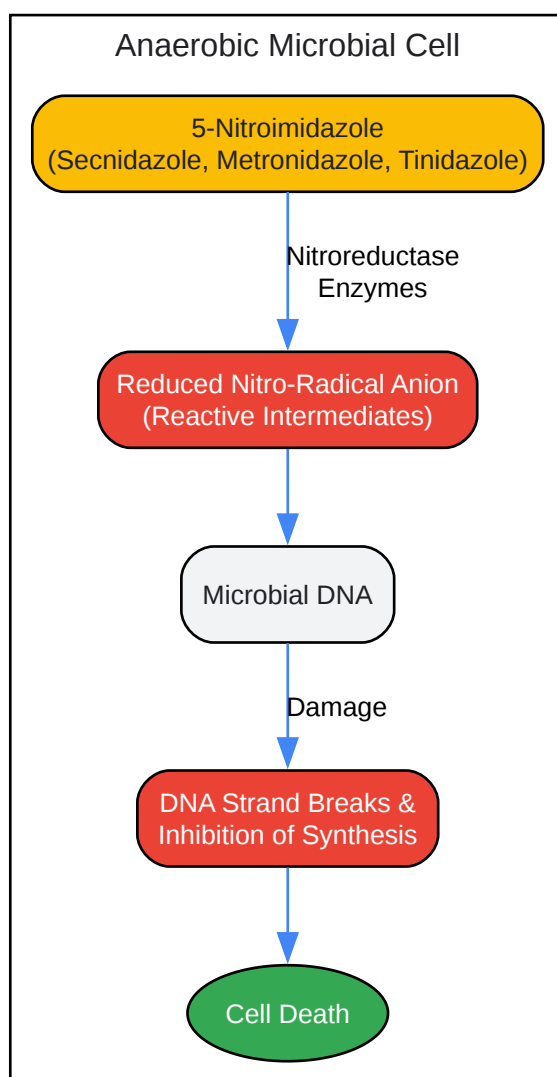 Anaerobic Microbial Cell
5-Nitroimidazole
(Secnidazole, Metronidazole, Tinidazole)
Nitroreductase
Enzymes
Reduced Nitro-Radical Anion
(Reactive Intermediates)
Microbial DNA
Damage
DNA Strand Breaks &
Inhibition of Synthesis
Cell Death